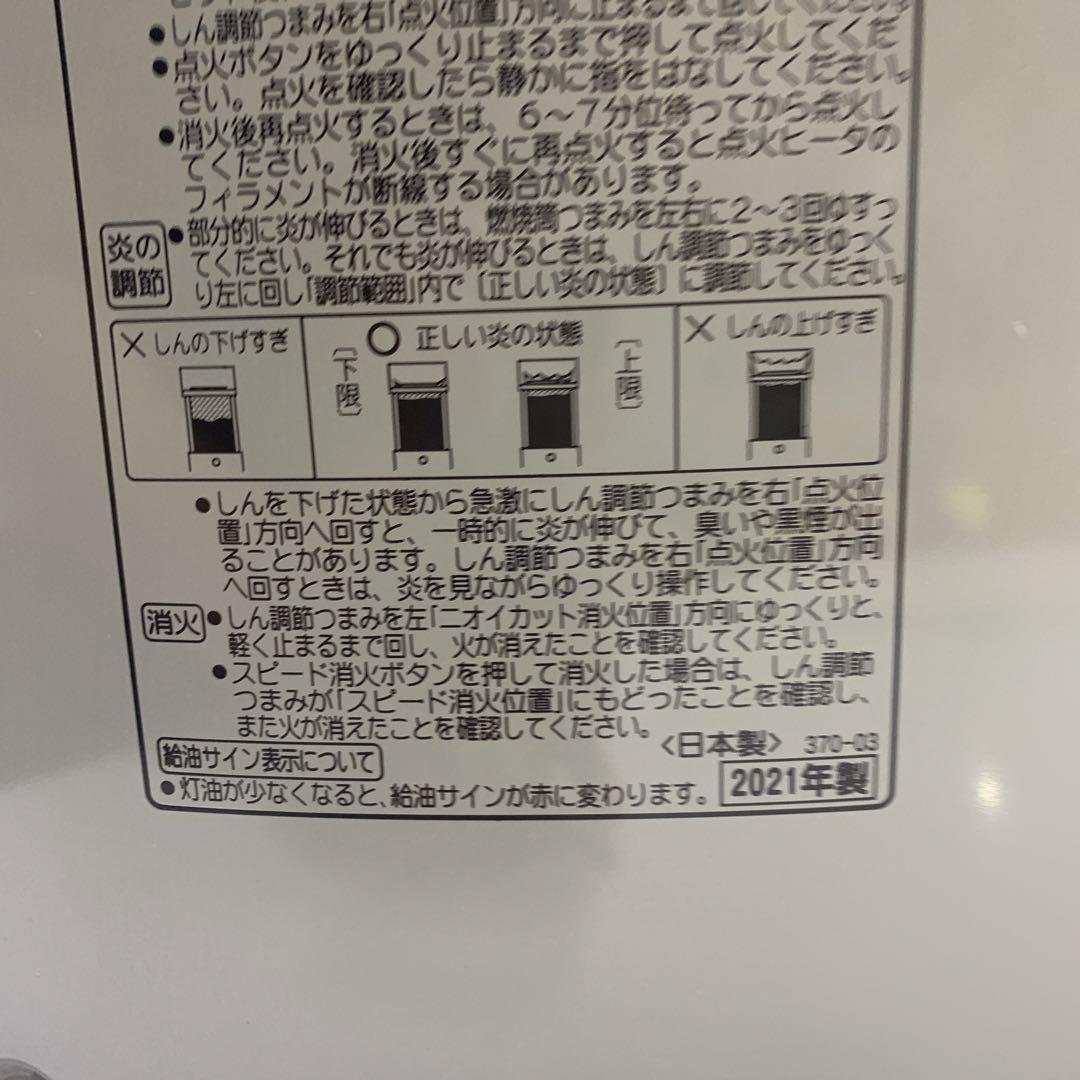 ●しん調節つまみを右「点火位置」方向に止まるまで回してください。
●点火ボタンをゆっくり止まるまで押して点火してくだ
さい。点火を確認したら静かに指をはなしてください。
●消火後再点火するときは、6〜7分位待ってから点火し
てください。消火後すぐに再点火すると点火ヒータの
フィラメントが断線する場合があります。
炎の調節
●部分的に炎が伸びるときは、燃焼筒つまみを左右に2〜3回ゆすっ
てください。それでも炎が伸びるときは、しん調節つまみをゆっく
り左に回し「調節範囲」内で〔正しい炎の状態〕に調節してください。
×しんの下げすぎ
〔下限〕
○ 正しい炎の状態
〔上限〕
×しんの上げすぎ
●しんを下げた状態から急激にしん調節つまみを右「点火位
置」方向へ回すと、一時的に炎が伸びて、臭いや黒煙が出
ることがあります。しん調節つまみを右「点火位置」方向
へ回すときは、炎を見ながらゆっくり操作してください。
消火
●しん調節つまみを左「ニオイカット消火位置」方向にゆっくりと、
軽く止まるまで回し、火が消えたことを確認してください。
●スピード消火ボタンを押して消火した場合は、しん調節
つまみが「スピード消火位置」にもどったことを確認し、
また火が消えたことを確認してください。
〈日本製〉 370-03
給油サイン表示について
●灯油が少なくなると、給油サインが赤に変わります。
2021年製